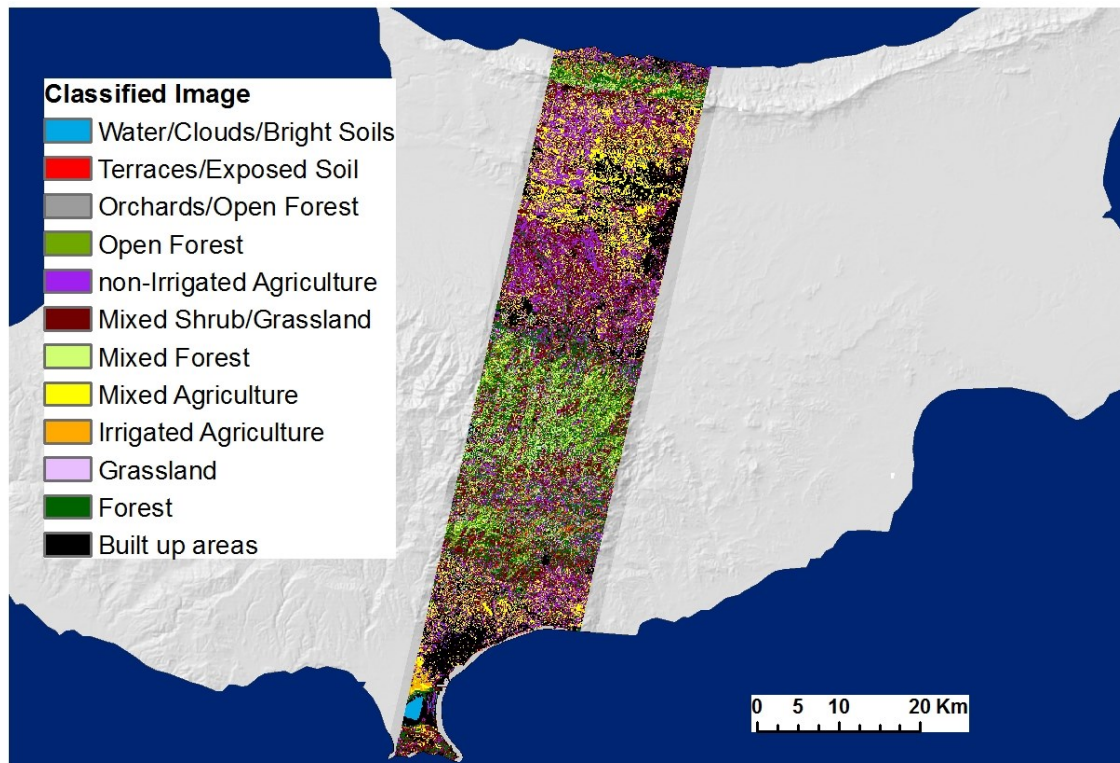 Classified Image
Water/Clouds/Bright Soils
Terraces/Exposed Soil
Orchards/Open Forest
Open Forest
non-Irrigated Agriculture
Mixed Shrub/Grassland
Mixed Forest
Mixed Agriculture
Irrigated Agriculture
Grassland
Forest
Built up areas
0 5 10 20 Km